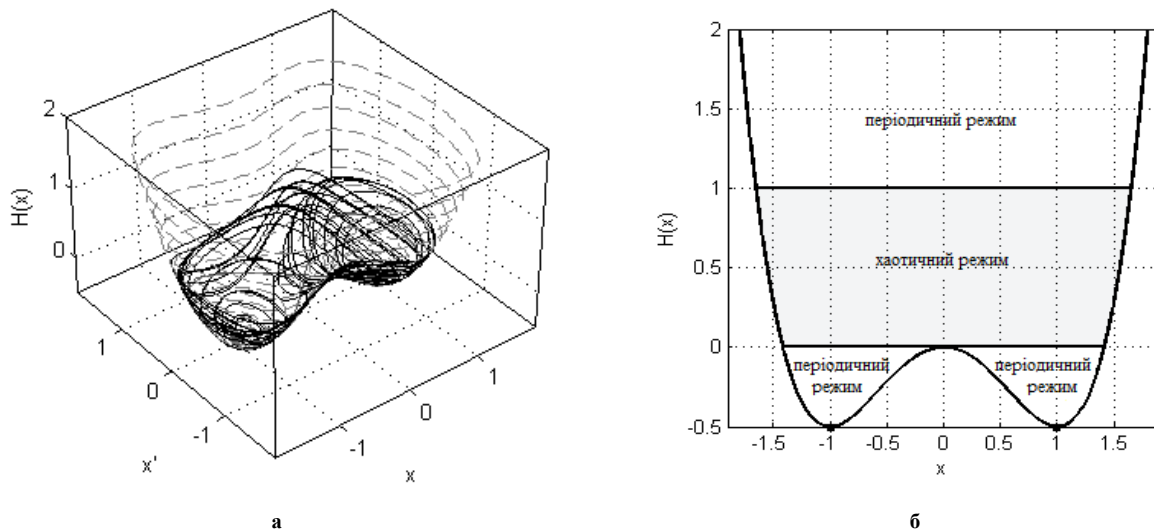 2
1
0
H(x)
1
0
-1
x'
-1
0
1
x
а
2
1.5
1
0.5
0
-0.5
H(x)
періодичний режим
хаотичний режим
періодичний
режим
періодичний
режим
-1.5
-1
-0.5
0
0.5
1
1.5
x
б